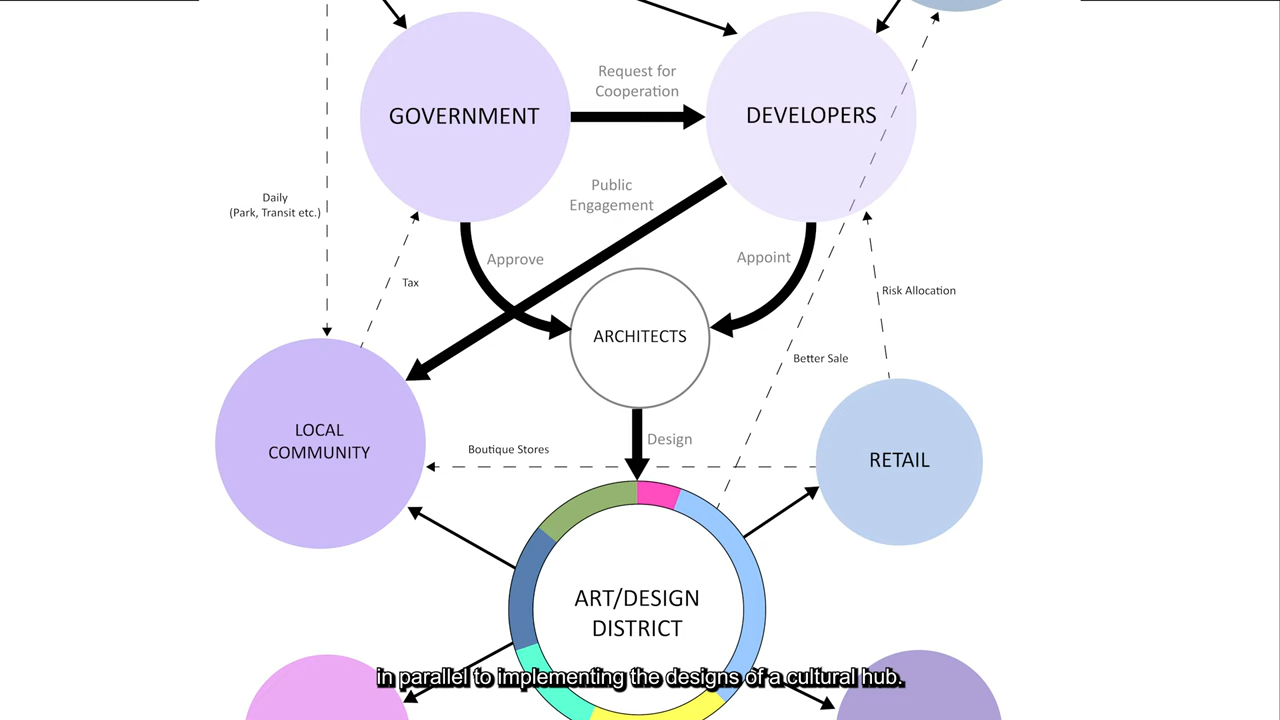 Request for
Cooperation
GOVERNMENT
DEVELOPERS
Public
Engagement
Daily
(Park, Transit etc.)
Approve
Appoint
Tax
Risk Allocation
ARCHITECTS
Better Sale
LOCAL
COMMUNITY
Boutique Stores
Design
RETAIL
ART/DESIGN
DISTRICT
in parallel to implementing the designs of a cultural hub.